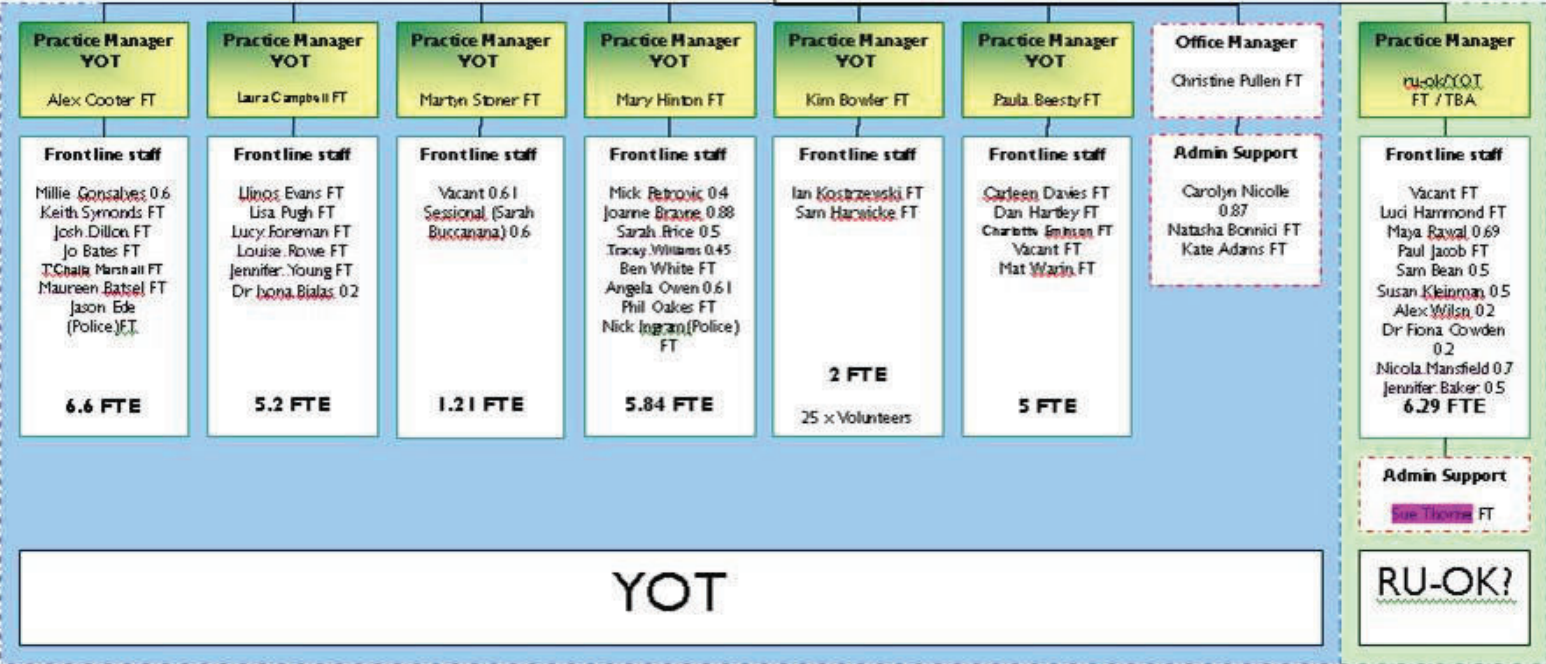 Practice Manager
YOT
Alex Cooter FT
Frontline staff
Millie Gonsalves 0.6
Keith Symonds FT
Josh Dillon FT
Jo Bates FT
T'Challa Marshall FT
Maureen Batsel FT
Jason Ede
(Police)FT
6.6 FTE
Practice Manager
YOT
Laura Campbell FT
Frontline staff
Llinos Evans FT
Lisa Pugh FT
Lucy Foreman FT
Louise Rowe FT
Jennifer Young FT
Dr Iwona Bialas 0.2
5.2 FTE
Practice Manager
YOT
Martyn Stoner FT
Frontline staff
Vacant 0.61
Sessional (Sarah
Buccanana) 0.6
1.21 FTE
Practice Manager
YOT
Mary Hinton FT
Frontline staff
Mick Petrovic 0.4
Joanne Brayne 0.88
Sarah Price 0.5
Tracey Williams 0.45
Ben White FT
Angela Owen 0.61
Phil Oakes FT
Nick Ingram(Police)
FT
5.84 FTE
Practice Manager
YOT
Kim Bowler FT
Frontline staff
Ian Kostrzewski FT
Sam Harwicke FT
2 FTE
25 x Volunteers
Practice Manager
YOT
Paula Beesty FT
Frontline staff
Carleen Davies FT
Dan Hartley FT
Charlotte FT
Vacant FT
Mat Warin FT
5 FTE
Office Manager
Christine Pullen FT
Admin Support
Carolyn Nicolle
0.87
Natasha Bonnici FT
Kate Adams FT
YOT
Practice Manager
ru-ok/YOT
FT / TBA
Frontline staff
Vacant FT
Luci Hammond FT
Maya Rawal 0.69
Paul Jacob FT
Sam Bean 0.5
Susan Kleinman 0.5
Alex Wilsn 0.2
Dr Fiona Cowden
0.2
Nicola Mansfield 0.7
Jennifer Baker 0.5
6.29 FTE
Admin Support
Sue Thorne FT
RU-OK?